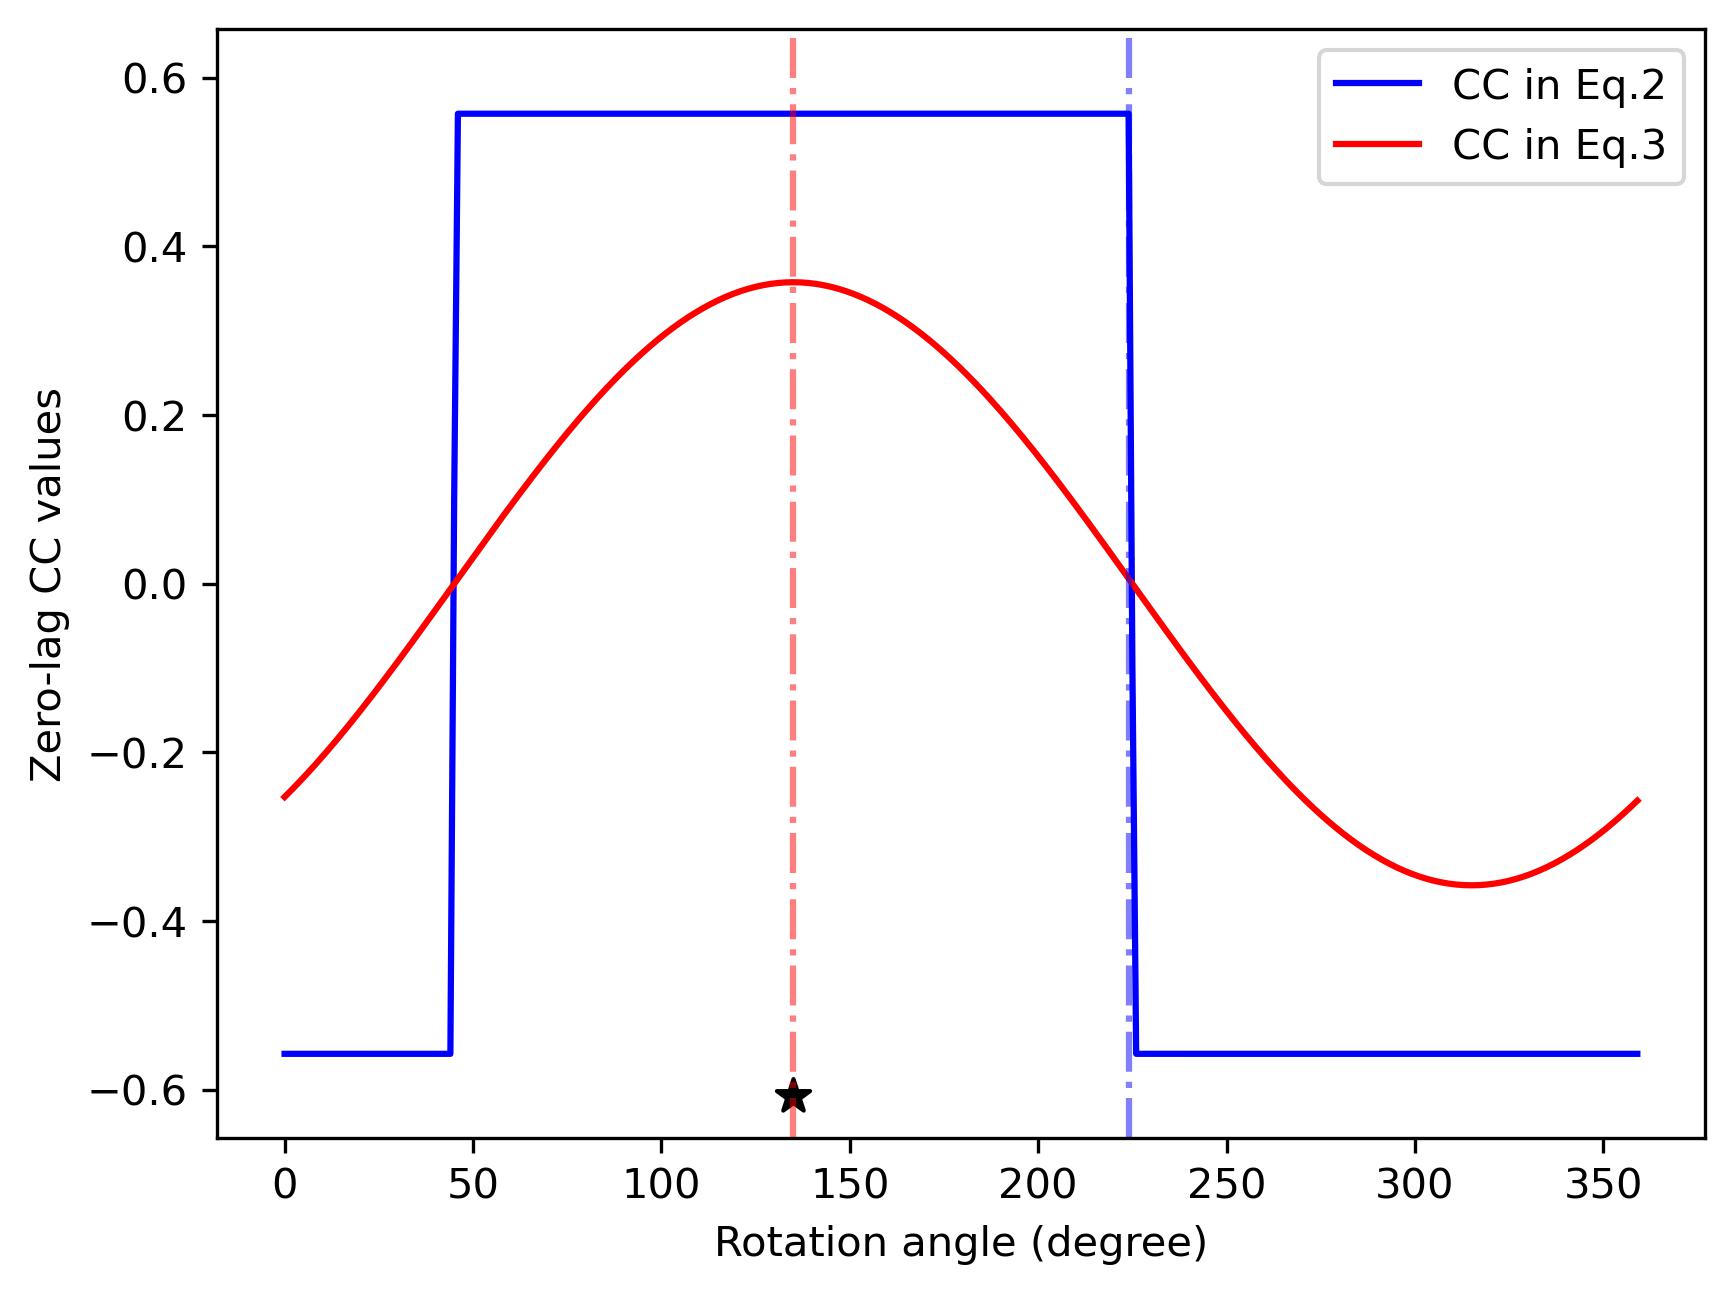 CC in Eq.2
CC in Eq.3
Zero-lag CC values
0.6
0.4
0.2
0.0
−0.2
−0.4
−0.6
0 50 100 150 200 250 300 350
Rotation angle (degree)